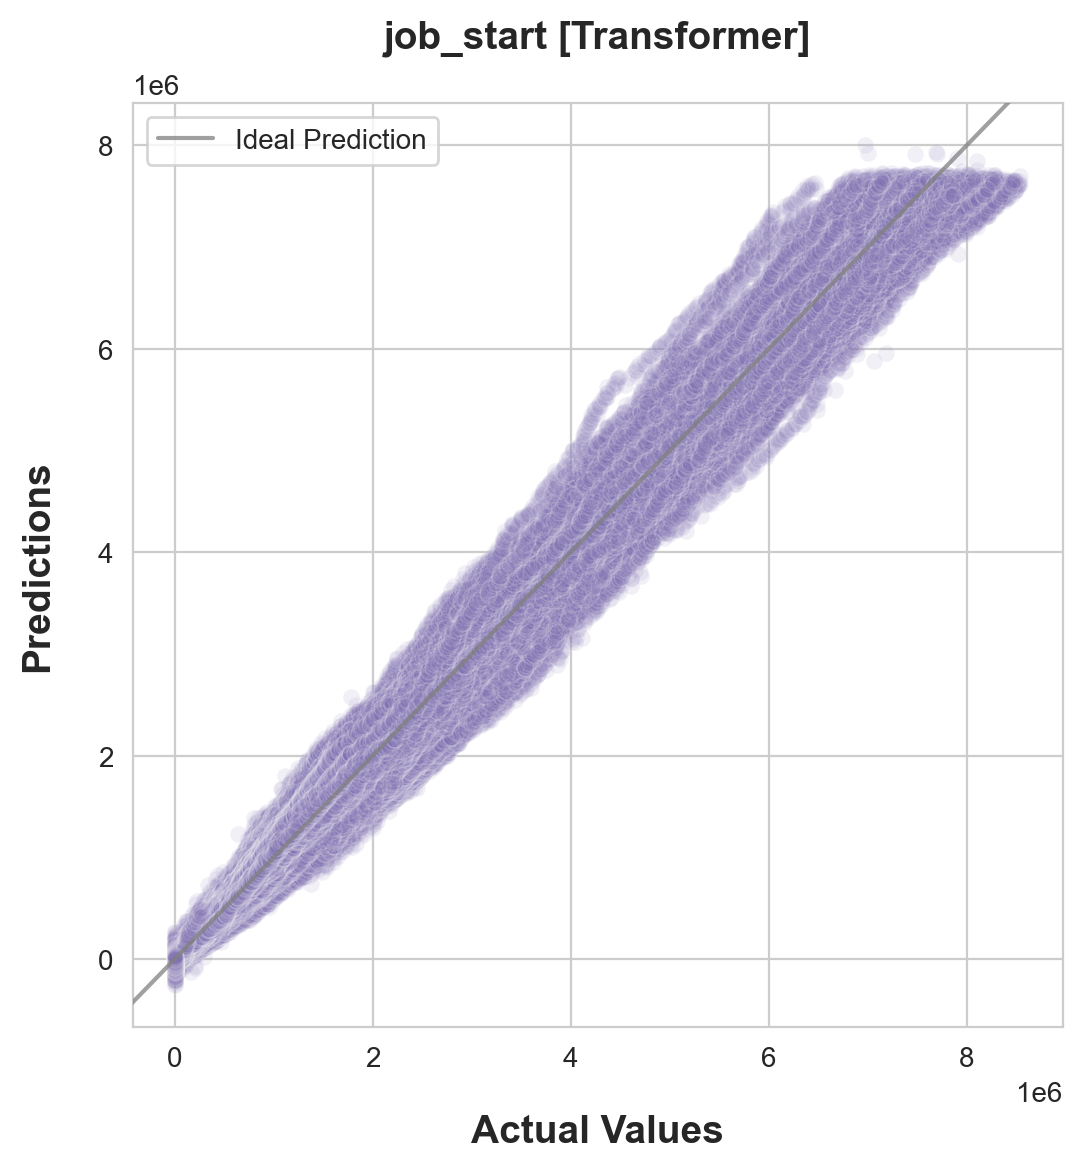 job_start [Transformer]
1e6
Ideal Prediction
8
6
4
2
0
Predictions
0 2 4 6 8
1e6
Actual Values